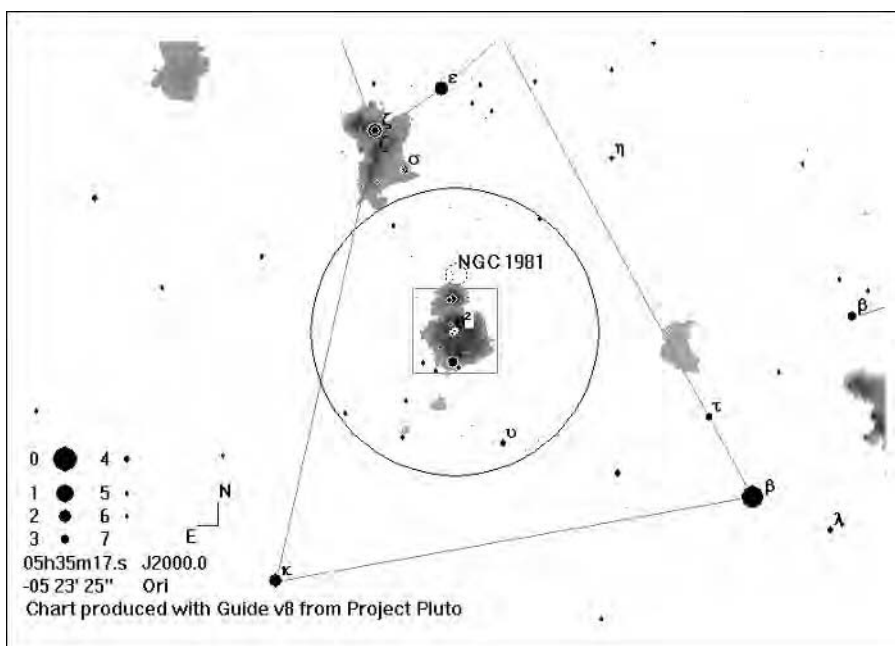 ε
ζ
σ
η
NGC 1981
β
τ
υ
0 4
1 5
2 6
3 7
N
E
β
λ
κ
05h35m17.s J2000.0
-05 23' 25" Ori
Chart produced with Guide v8 from Project Pluto